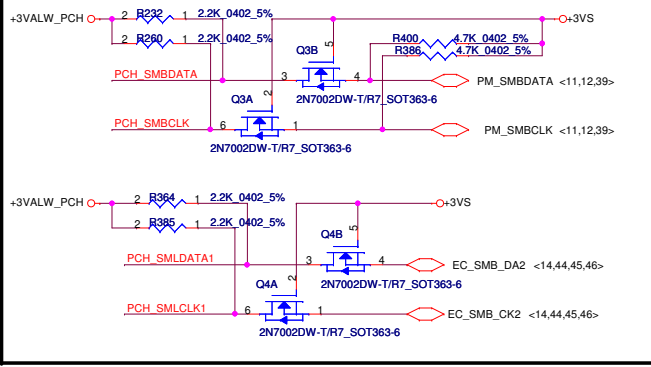 +3VALW_PCH 2 R232 1 2.2K_0402_5% +3VS
2 R260 1 2.2K_0402_5% R400 4.7K_0402_5%
R386 4.7K_0402_5%
Q3B 5
PCH_SMBDATA 3 4 PM_SMBDATA <11,12,39>
2N7002DW-T/R7_SOT363-6
Q3A 2
PCH_SMBCLK 6 1 PM_SMBCLK <11,12,39>
2N7002DW-T/R7_SOT363-6
+3VALW_PCH 2 R364 1 2.2K_0402_5% +3VS
2 R385 1 2.2K_0402_5%
Q4B 5
PCH_SMLDATA1 3 4 EC_SMB_DA2 <14,44,45,46>
2N7002DW-T/R7_SOT363-6
Q4A 2
PCH_SMLCLK1 6 1 EC_SMB_CK2 <14,44,45,46>
2N7002DW-T/R7_SOT363-6